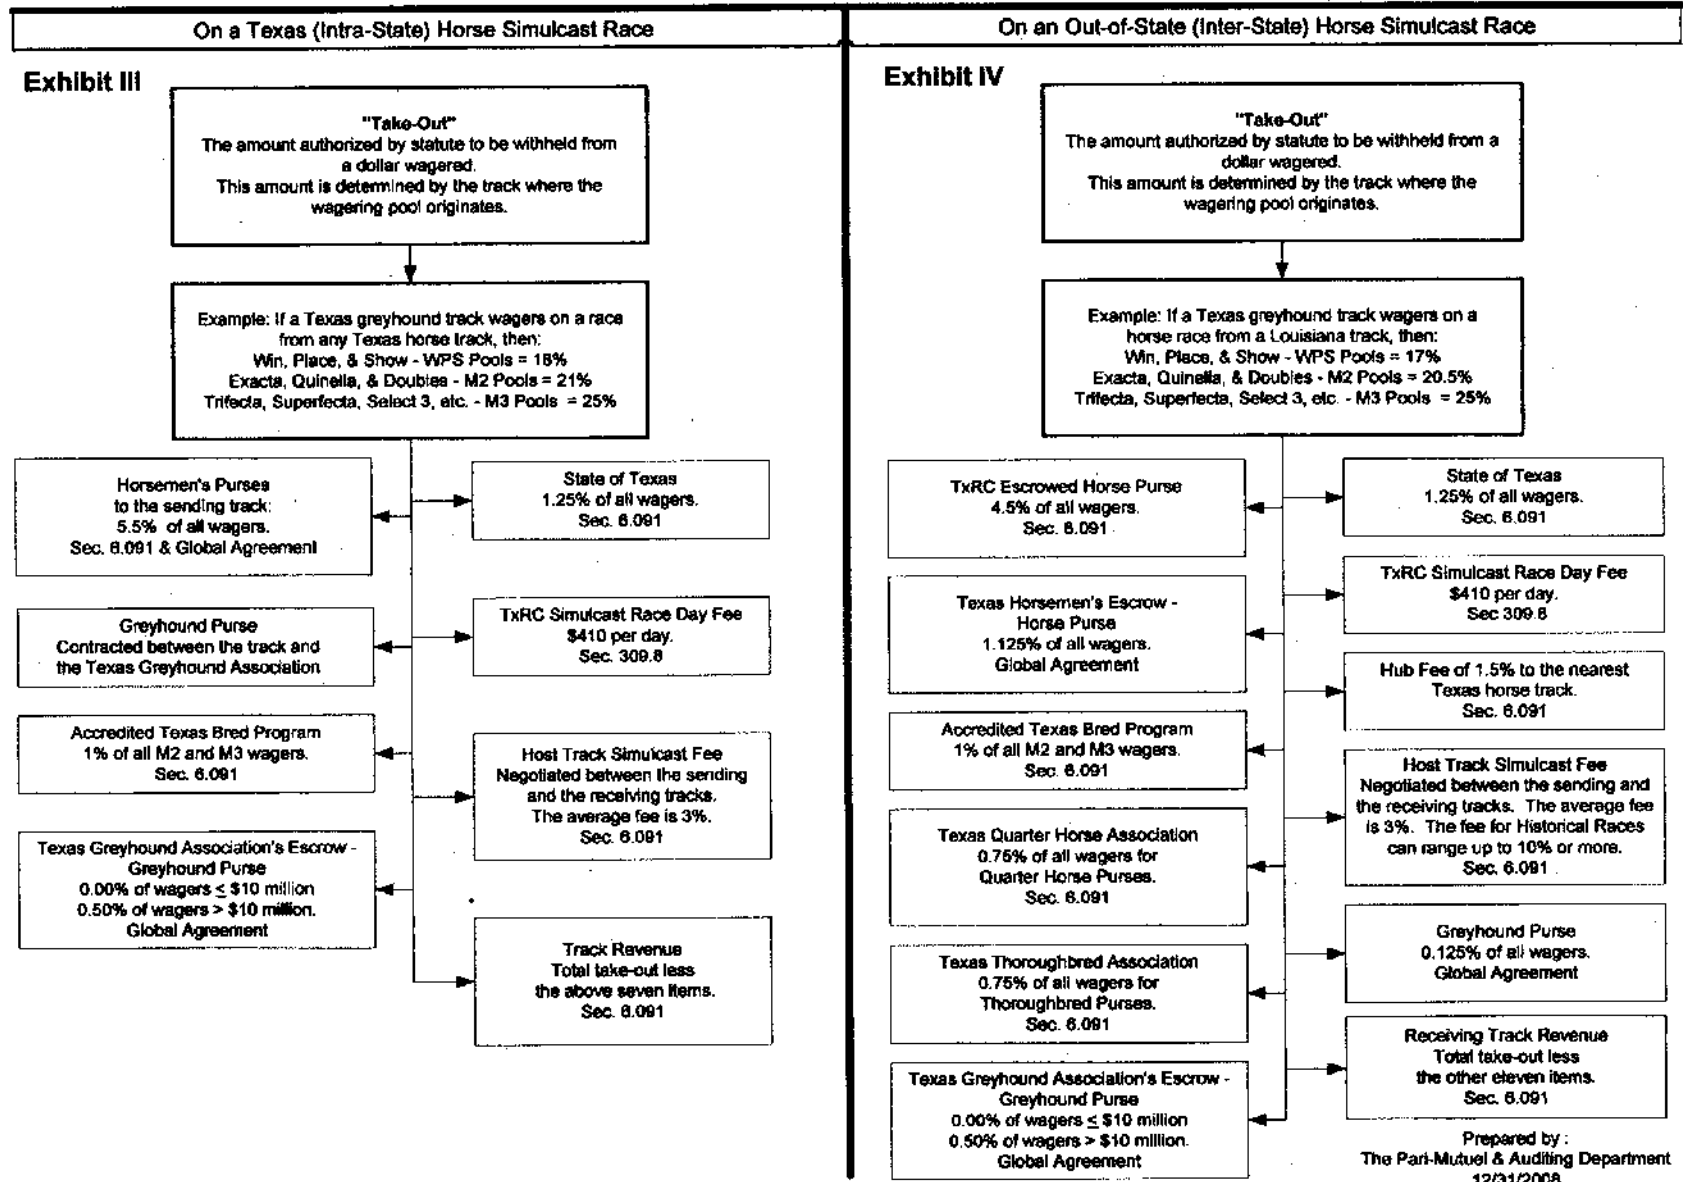 On a Texas (Intra-State) Horse Simulcast Race
Exhibit III
"Take-Out"
The amount authorized by statute to be withheld from
a dollar wagered.
This amount is determined by the track where the
wagering pool originates.
Example: If a Texas greyhound track wagers on a race
from any Texas horse track, then:
Win, Place, & Show - WPS Pools = 18%
Exacta, Quinella, & Doubles - M2 Pools = 21%
Trifecta, Superfecta, Select 3, etc. - M3 Pools = 25%
Horsemen's Purses
to the sending track:
5.5% of all wagers.
Sec. 6.091 & Global Agreement
State of Texas
1.25% of all wagers.
Sec. 6.091
Greyhound Purse
Contracted between the track and
the Texas Greyhound Association
TxRC Simulcast Race Day Fee
$410 per day.
Sec. 309.8
Accredited Texas Bred Program
1% of all M2 and M3 wagers.
Sec. 6.091
Host Track Simulcast Fee
Negotiated between the sending
and the receiving tracks.
The average fee is 3%.
Sec. 6.091
Texas Greyhound Association's Escrow -
Greyhound Purse
0.00% of wagers ≤ $10 million
0.50% of wagers > $10 million.
Global Agreement
Track Revenue
Total take-out less
the above seven items.
Sec. 6.091
On an Out-of-State (Inter-State) Horse Simulcast Race
Exhibit IV
"Take-Out"
The amount authorized by statute to be withheld from a
dollar wagered.
This amount is determined by the track where the
wagering pool originates.
Example: If a Texas greyhound track wagers on a
horse race from a Louisiana track, then:
Win, Place, & Show - WPS Pools = 17%
Exacta, Quinella, & Doubles - M2 Pools = 20.5%
Trifecta, Superfecta, Select 3, etc. - M3 Pools = 25%
TxRC Escrowed Horse Purse
4.5% of all wagers.
Sec. 6.091
State of Texas
1.25% of all wagers.
Sec. 6.091
Texas Horsemen's Escrow -
Horse Purse
1.125% of all wagers.
Global Agreement
TxRC Simulcast Race Day Fee
$410 per day.
Sec 309.8
Hub Fee of 1.5% to the nearest
Texas horse track.
Sec. 6.091
Accredited Texas Bred Program
1% of all M2 and M3 wagers.
Sec. 6.091
Host Track Simulcast Fee
Negotiated between the sending and
the receiving tracks. The average fee
is 3%. The fee for Historical Races
can range up to 10% or more.
Sec. 6.091
Texas Quarter Horse Association
0.75% of all wagers for
Quarter Horse Purses.
Sec. 6.091
Greyhound Purse
0.125% of all wagers.
Global Agreement
Texas Thoroughbred Association
0.75% of all wagers for
Thoroughbred Purses.
Sec. 6.091
Receiving Track Revenue
Total take-out less
the other eleven items.
Sec. 6.091
Texas Greyhound Association's Escrow -
Greyhound Purse
0.00% of wagers ≤ $10 million
0.50% of wagers > $10 million.
Global Agreement
Prepared by :
The Pari-Mutuel & Auditing Department
12/31/2008